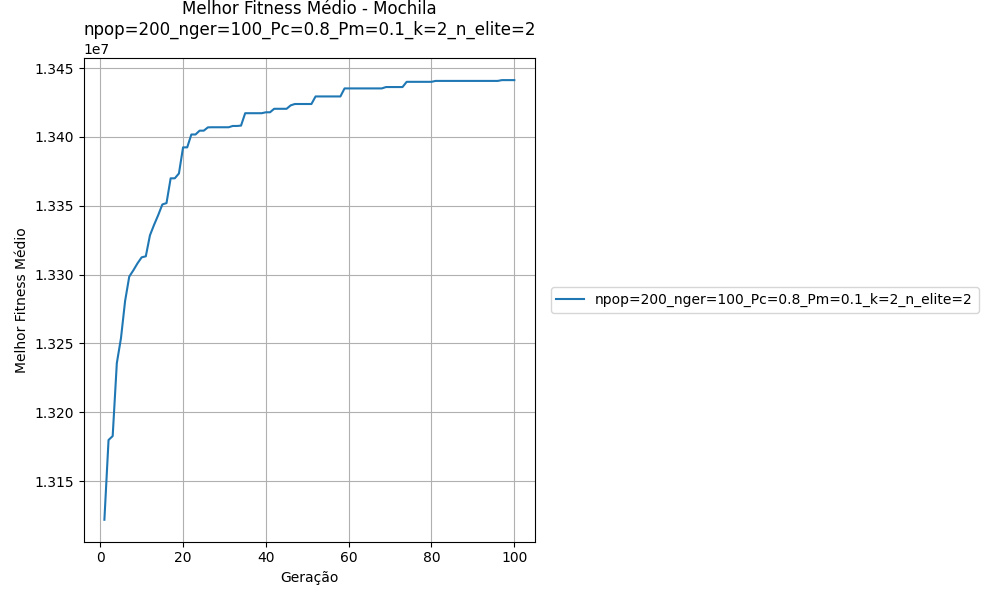 Melhor Fitness Médio - Mochila
npop=200_nger=100_Pc=0.8_Pm=0.1_k=2_n_elite=2
1e7
1.345
1.340
1.335
1.330
1.325
1.320
1.315
Melhor Fitness Médio
0 20 40 60 80 100
Geração
npop=200_nger=100_Pc=0.8_Pm=0.1_k=2_n_elite=2